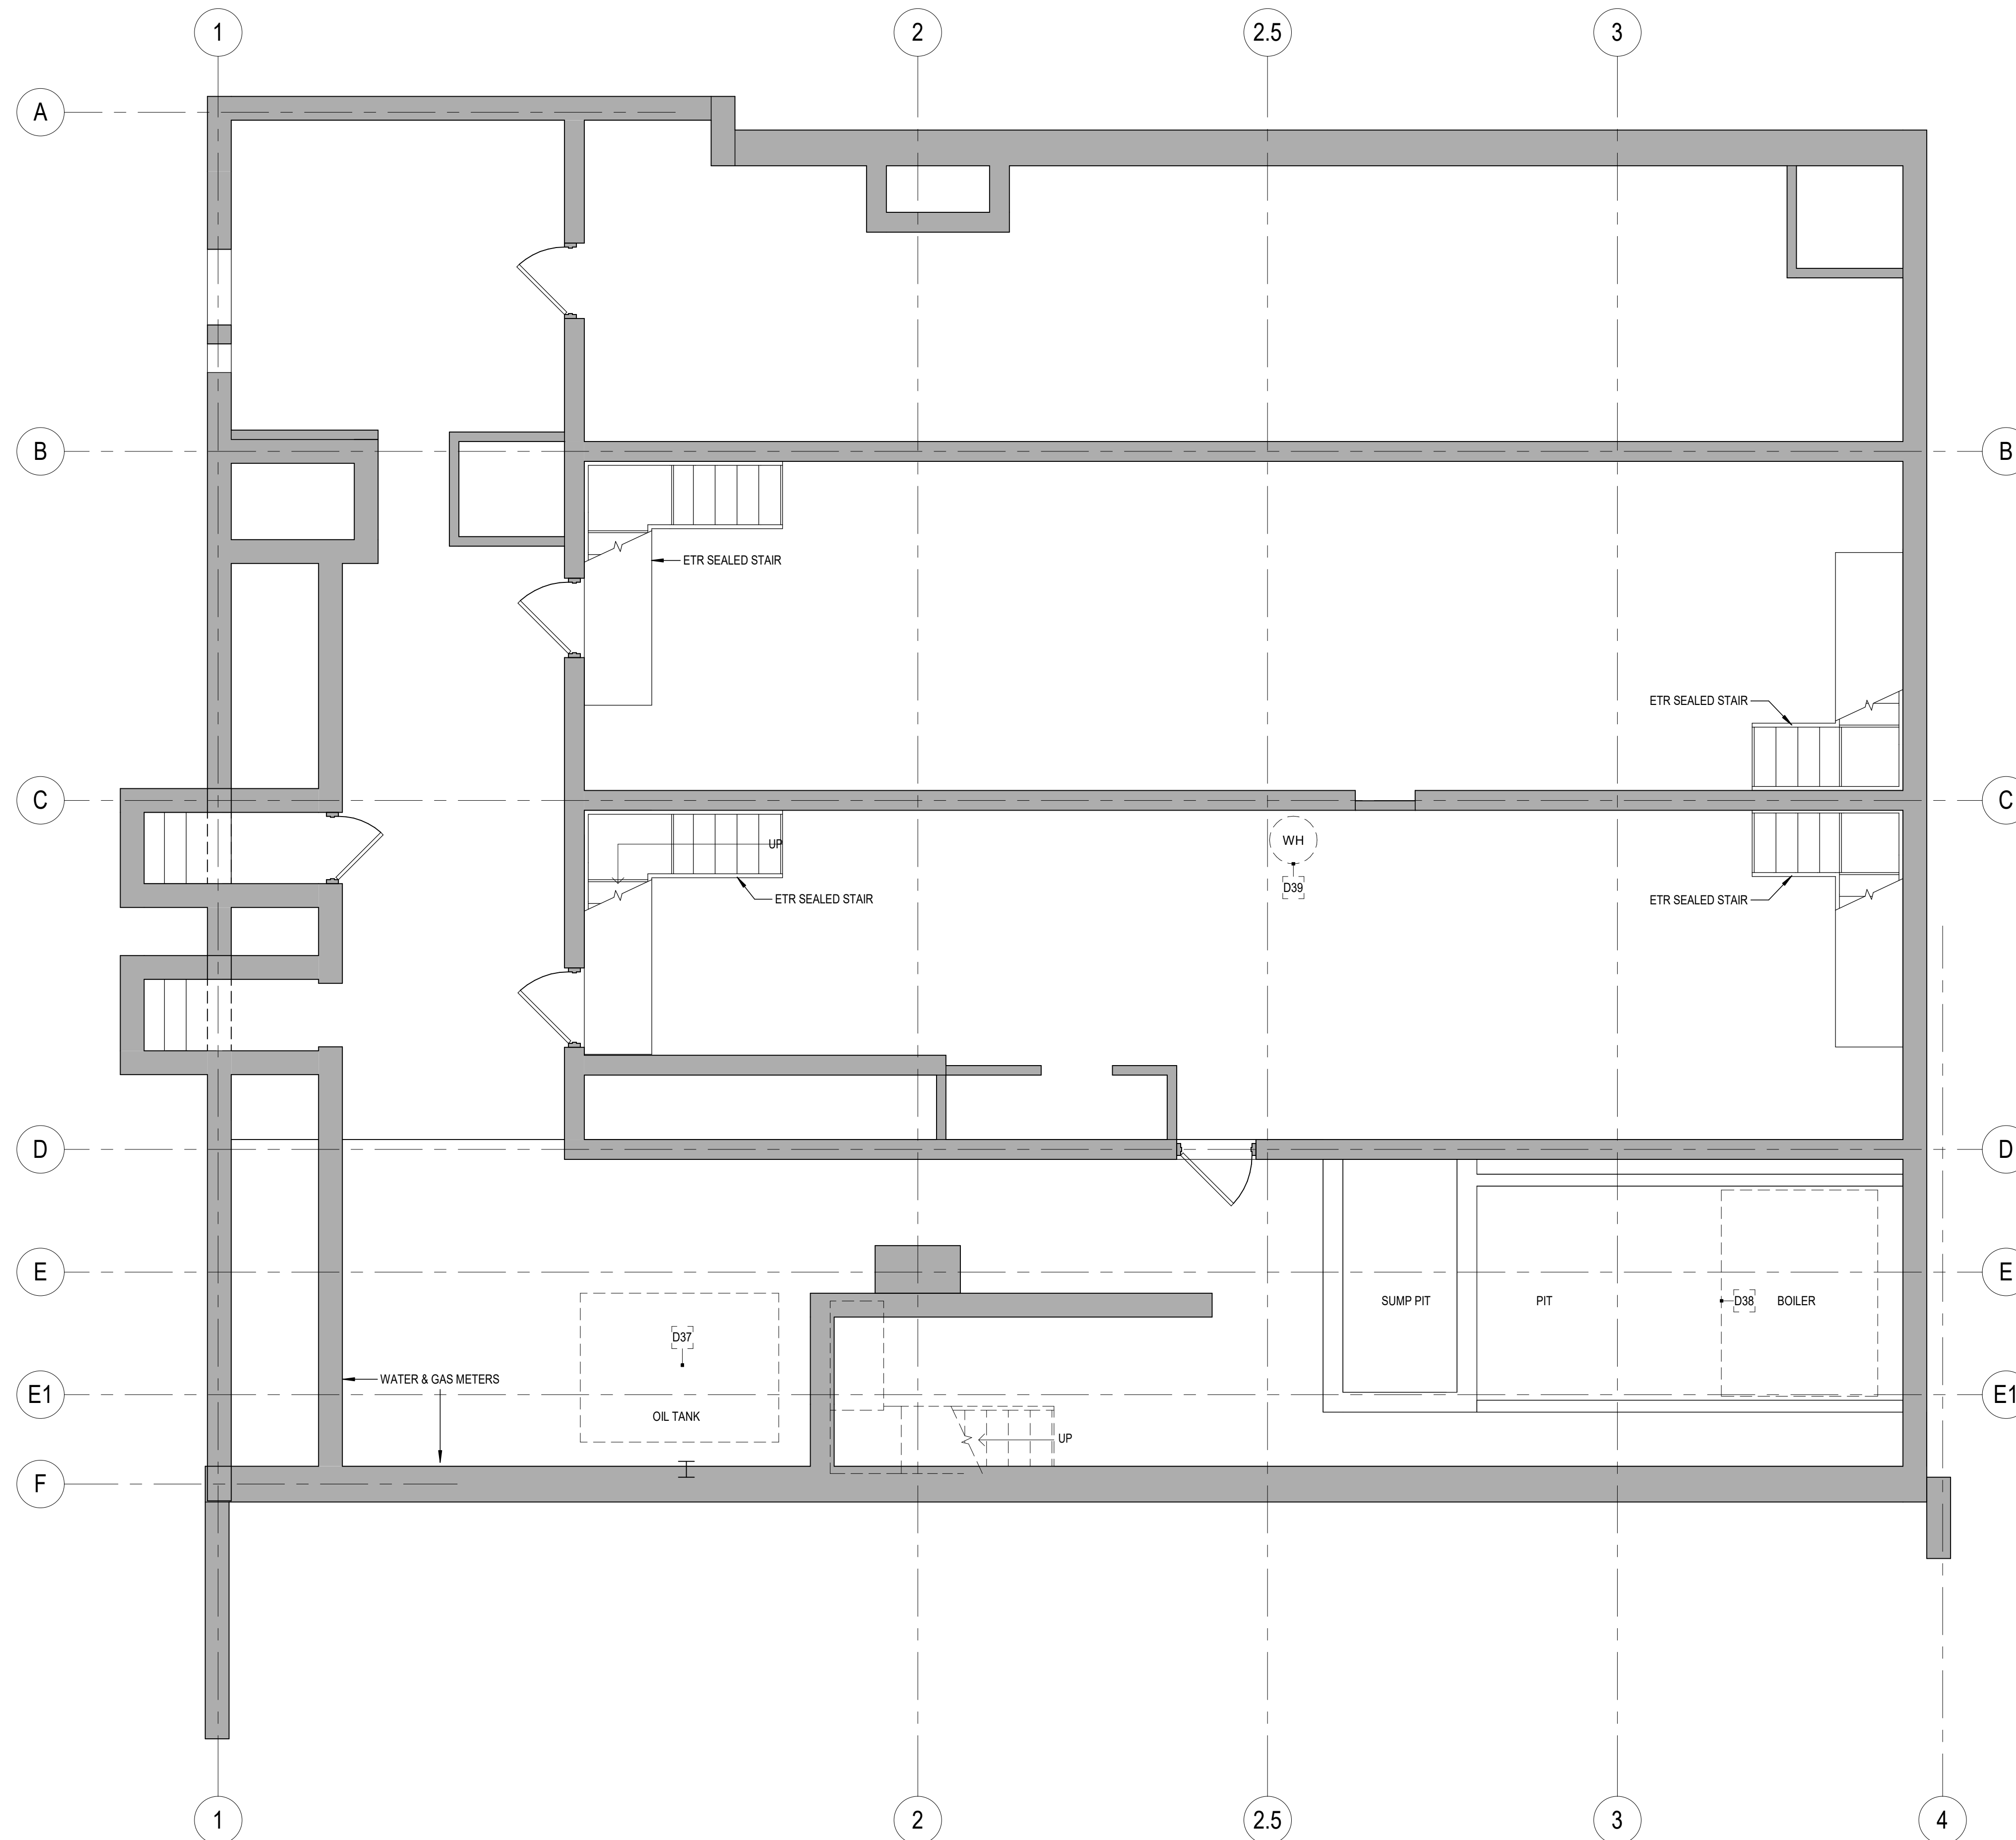 1
2
2.5
3
A
B
B
ETR SEALED STAIR
ETR SEALED STAIR
C
C
UP
WH
D39
ETR SEALED STAIR
ETR SEALED STAIR
D
D
E
E
SUMP PIT
PIT
D38
BOILER
D37
WATER & GAS METERS
E1
E1
OIL TANK
UP
F
1
2
2.5
3
4